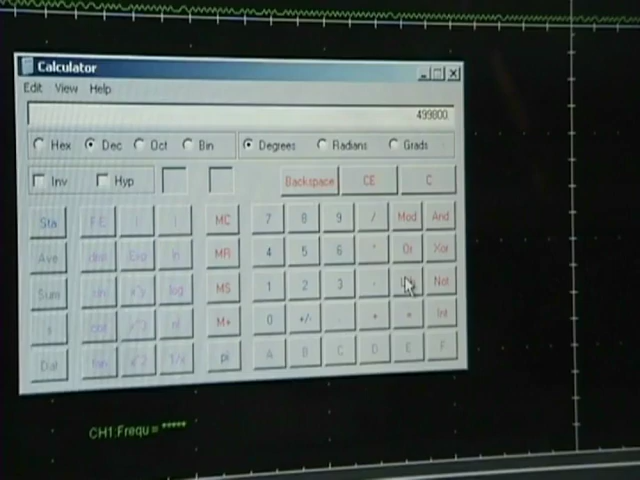 Calculator
Edit View Help
499800.
Hex Dec Oct Bin Degrees Radians Grads
Inv Hyp Backspace CE C
Sta F-E ( ) MC 7 8 9 / Mod And
Ave dms Exp ln MR 4 5 6 * Or Xor
Sum sin x^y log MS 1 2 3 - Not
s cos x^3 n! M+ 0 +/- . + = Int
Dat tan x^2 1/x pi A B C D E F
CH1:Frequ = *****